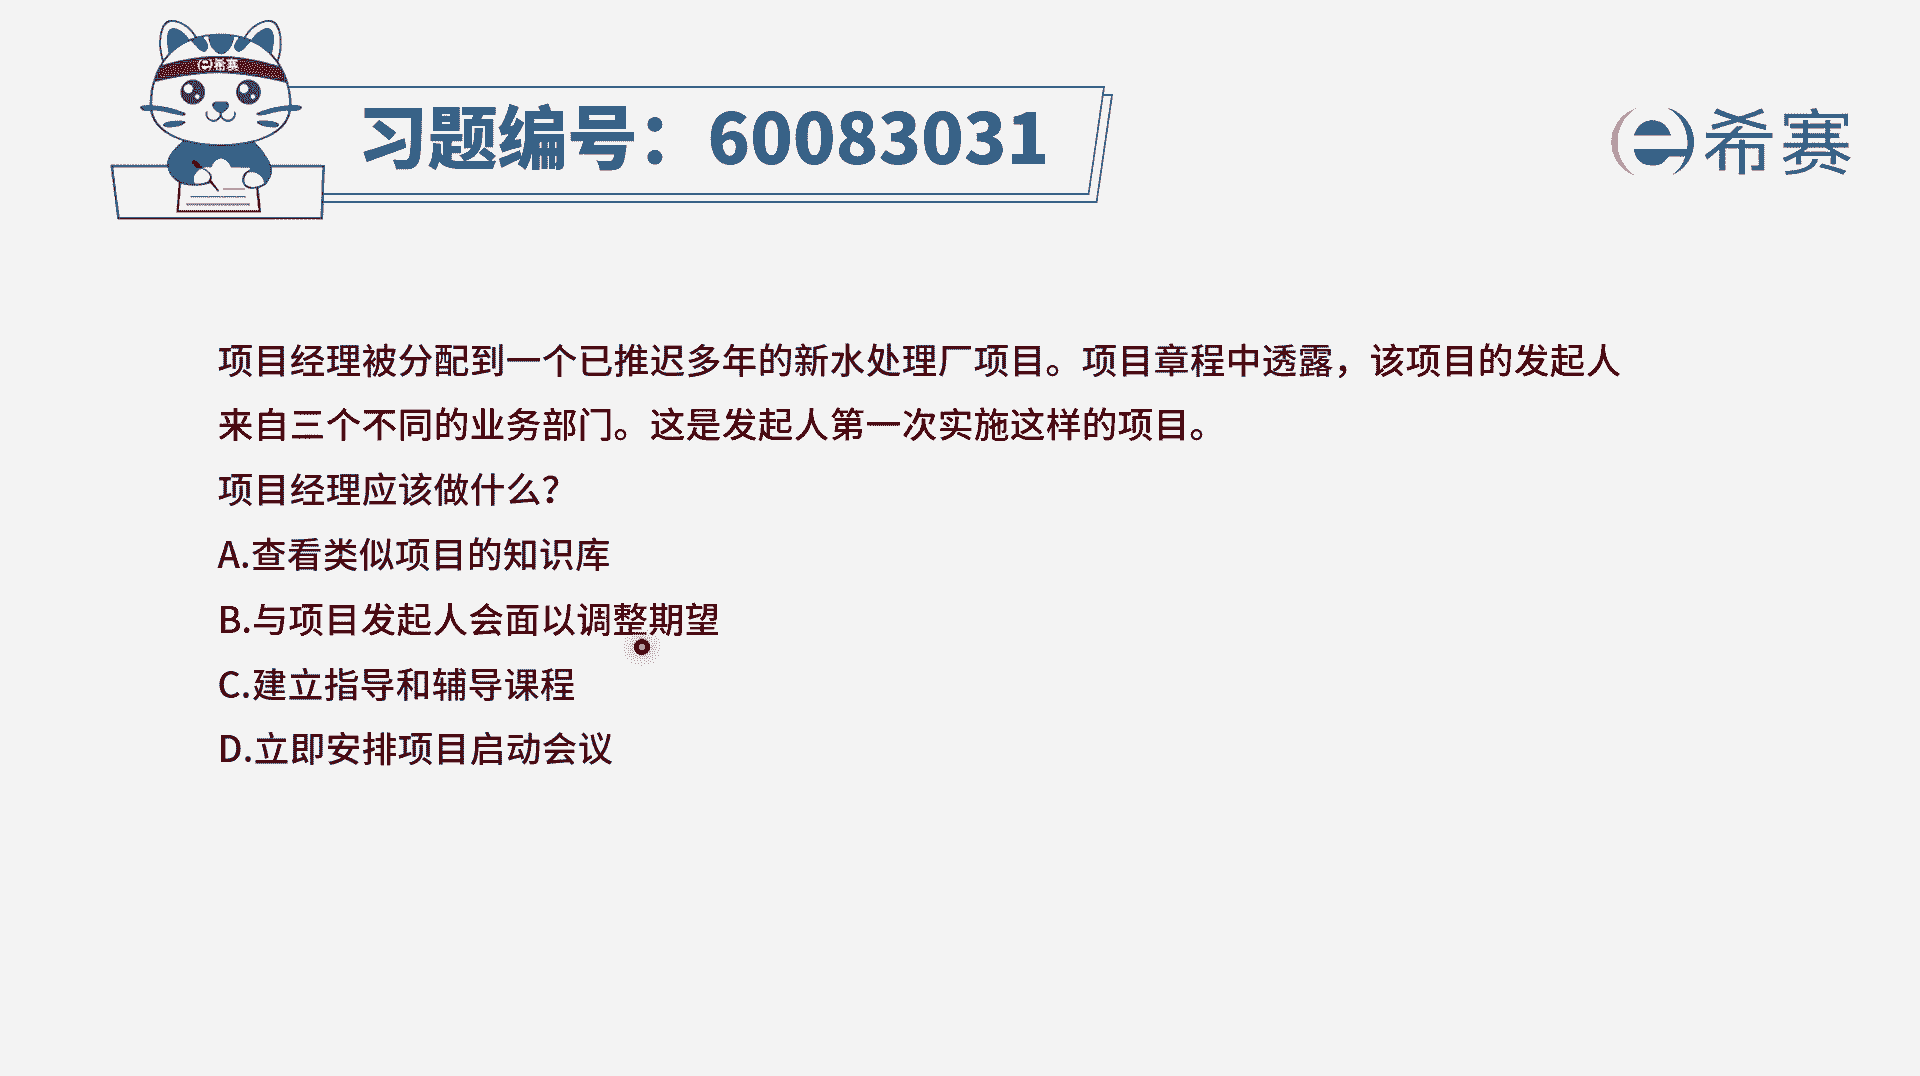 希赛
习题编号：60083031
希赛
项目经理被分配到一个已推迟多年的新水处理厂项目。项目章程中透露，该项目的发起人
来自三个不同的业务部门。这是发起人第一次实施这样的项目。
项目经理应该做什么？
A.查看类似项目的知识库
B.与项目发起人会面以调整期望
C.建立指导和辅导课程
D.立即安排项目启动会议